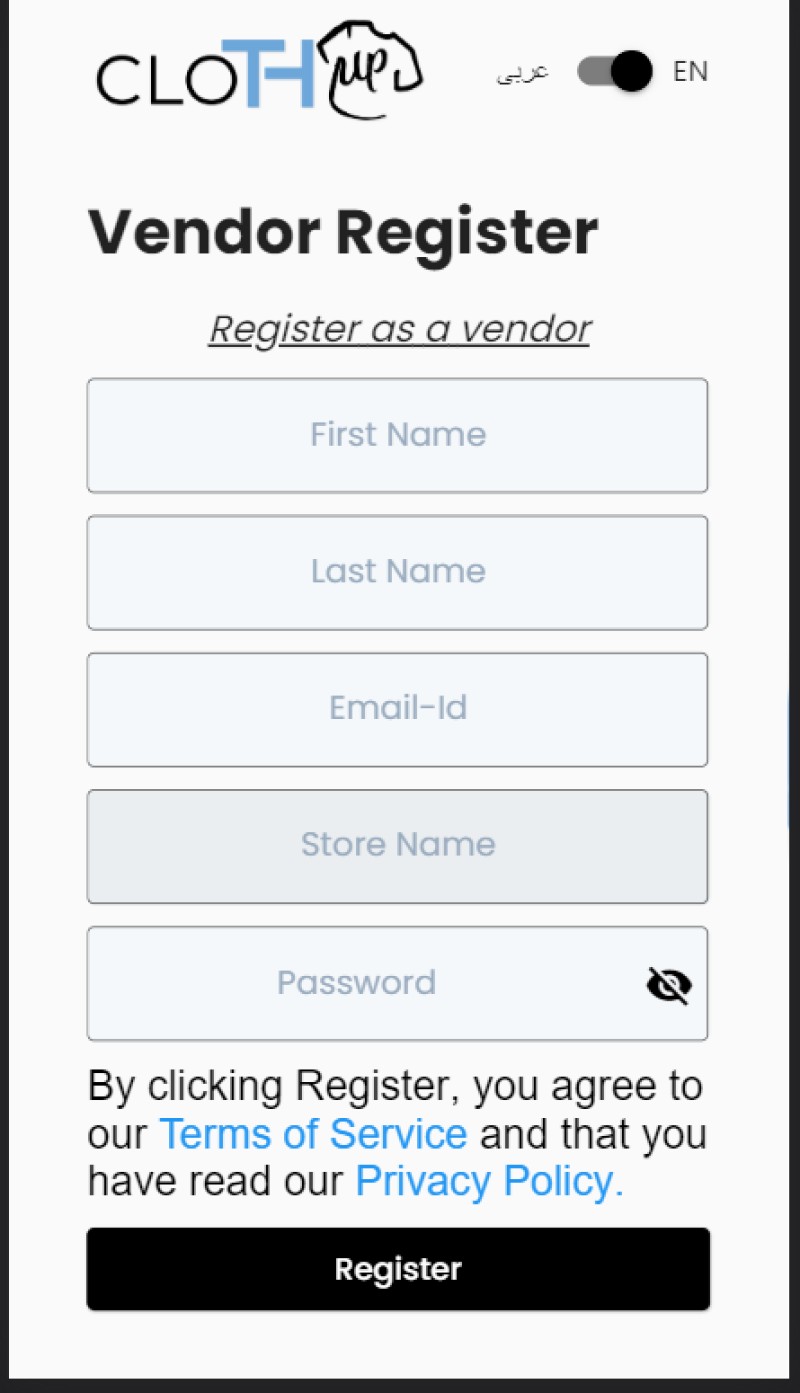 CLOTH up
عربى
EN
Vendor Register
Register as a vendor
First Name
Last Name
Email-Id
Store Name
Password
By clicking Register, you agree to
our Terms of Service and that you
have read our Privacy Policy.
Register